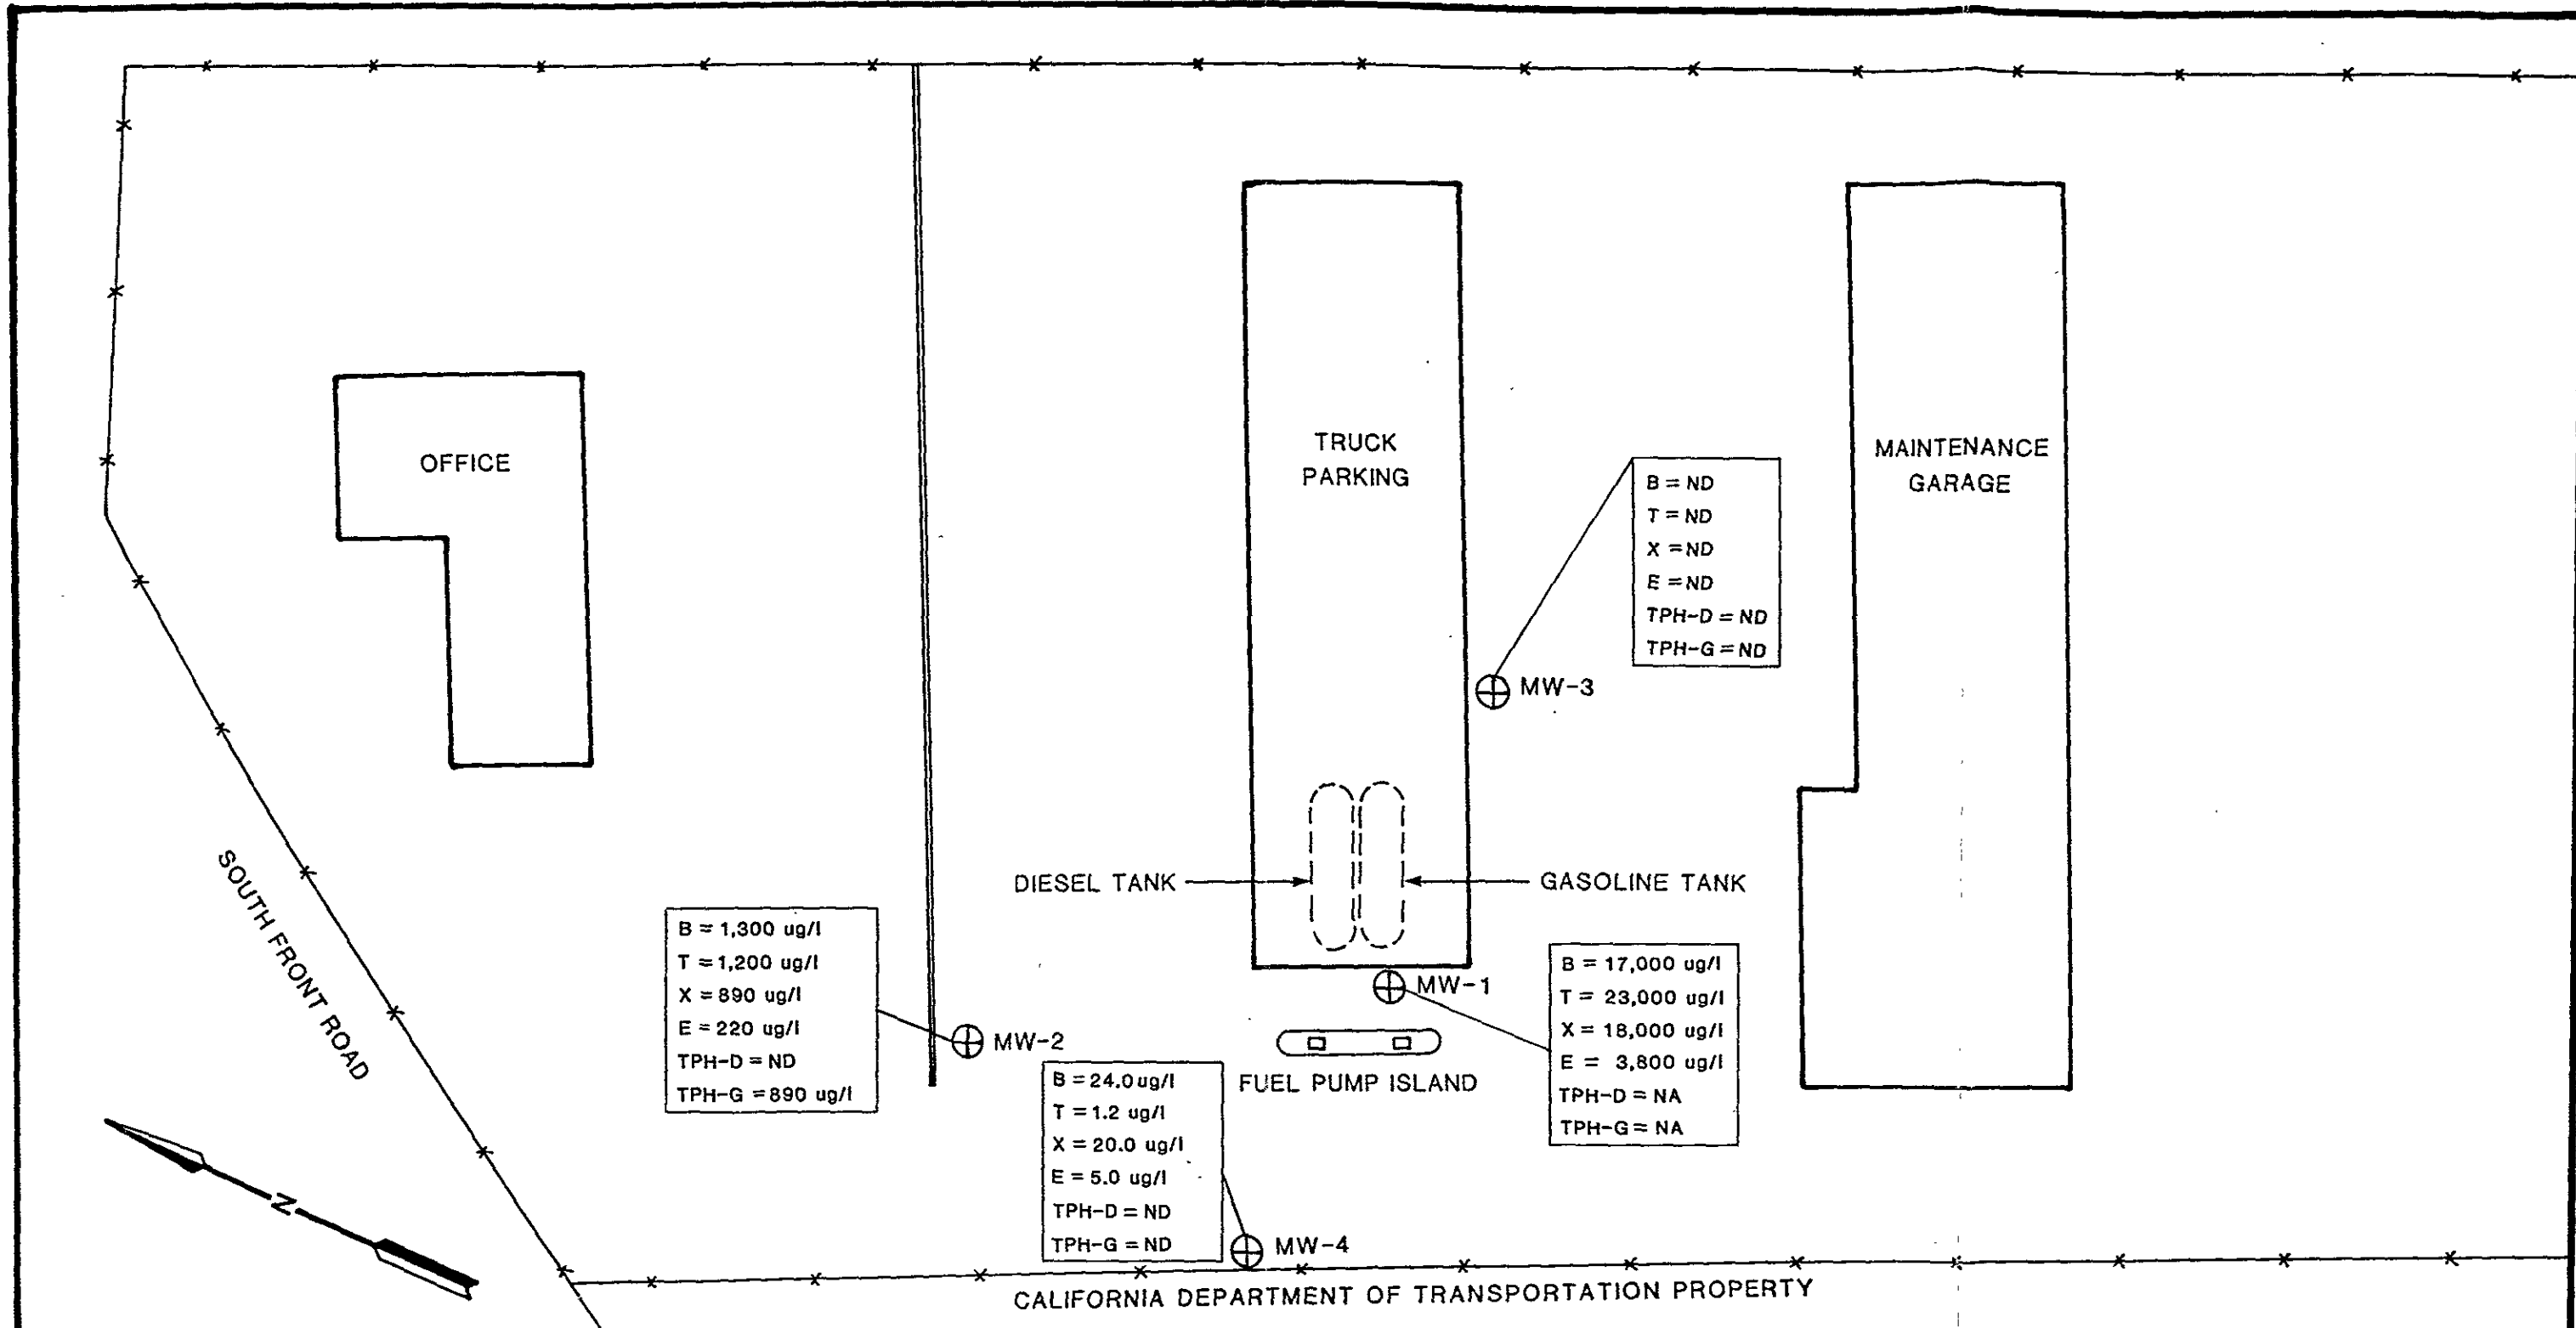 OFFICE
TRUCK
PARKING
MAINTENANCE
GARAGE
B = ND
T = ND
X = ND
E = ND
TPH-D = ND
TPH-G = ND
MW-3
DIESEL TANK
GASOLINE TANK
SOUTH FRONT ROAD
B = 1,300 ug/l
T = 1,200 ug/l
X = 890 ug/l
E = 220 ug/l
TPH-D = ND
TPH-G = 890 ug/l
MW-2
MW-1
B = 17,000 ug/l
T = 23,000 ug/l
X = 18,000 ug/l
E = 3,800 ug/l
TPH-D = NA
TPH-G = NA
FUEL PUMP ISLAND
B = 24.0 ug/l
T = 1.2 ug/l
X = 20.0 ug/l
E = 5.0 ug/l
TPH-D = ND
TPH-G = ND
MW-4
N
CALIFORNIA DEPARTMENT OF TRANSPORTATION PROPERTY